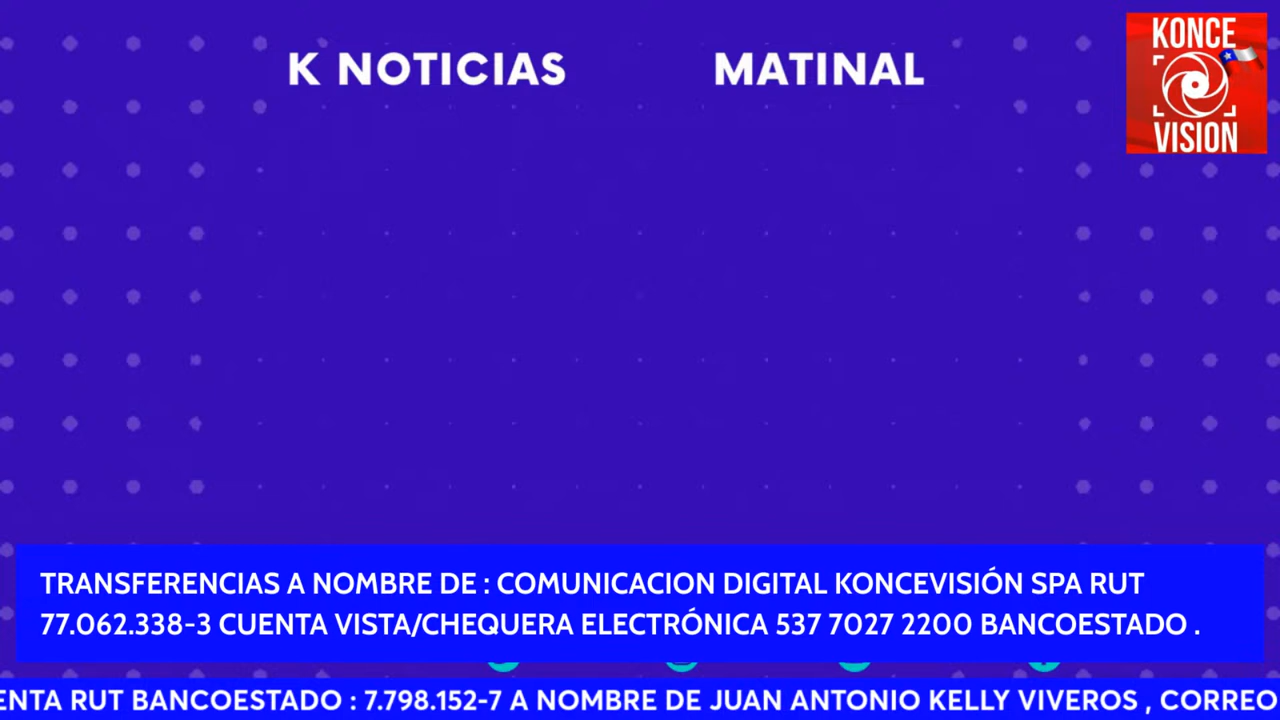 K NOTICIAS MATINAL
KONCE
VISION
TRANSFERENCIAS A NOMBRE DE : COMUNICACION DIGITAL KONCEVISIÓN SPA RUT
77.062.338-3 CUENTA VISTA/CHEQUERA ELECTRÓNICA 537 7027 2200 BANCOESTADO .
ENTA RUT BANCOESTADO : 7.798.152-7 A NOMBRE DE JUAN ANTONIO KELLY VIVEROS , CORREO